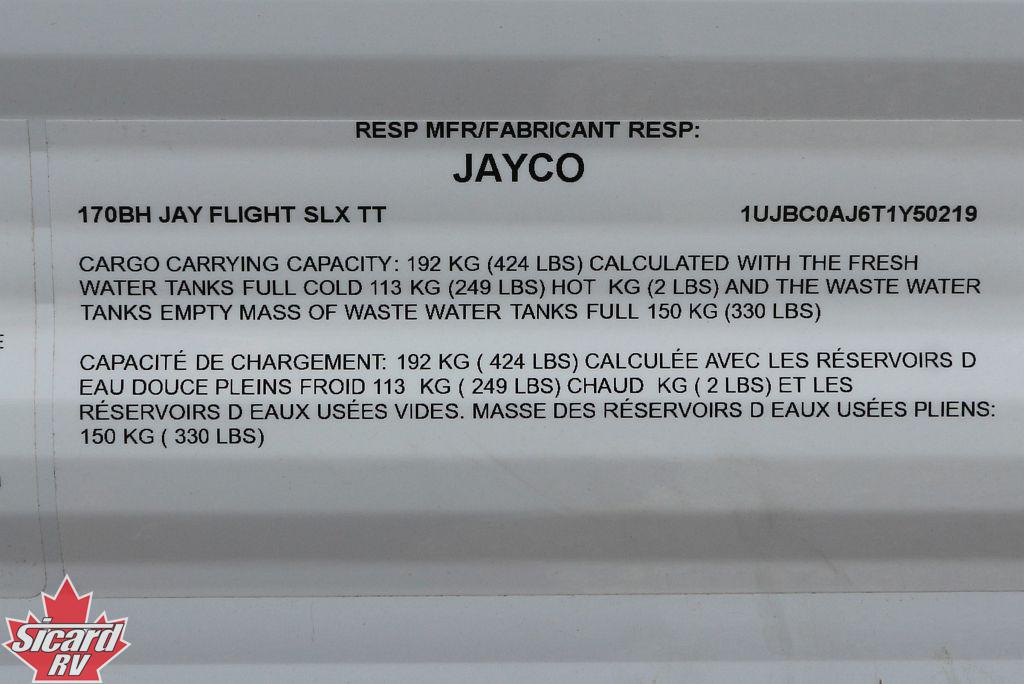 RESP MFR/FABRICANT RESP:
JAYCO
170BH JAY FLIGHT SLX TT 1UJBC0AJ6T1Y50219
CARGO CARRYING CAPACITY: 192 KG (424 LBS) CALCULATED WITH THE FRESH
WATER TANKS FULL COLD 113 KG (249 LBS) HOT  KG (2 LBS) AND THE WASTE WATER
TANKS EMPTY MASS OF WASTE WATER TANKS FULL 150 KG (330 LBS)
CAPACITÉ DE CHARGEMENT: 192 KG ( 424 LBS) CALCULÉE AVEC LES RÉSERVOIRS D
EAU DOUCE PLEINS FROID 113  KG ( 249 LBS) CHAUD  KG ( 2 LBS) ET LES
RÉSERVOIRS D EAUX USÉES VIDES. MASSE DES RÉSERVOIRS D EAUX USÉES PLIENS:
150 KG ( 330 LBS)
Sicard
RV